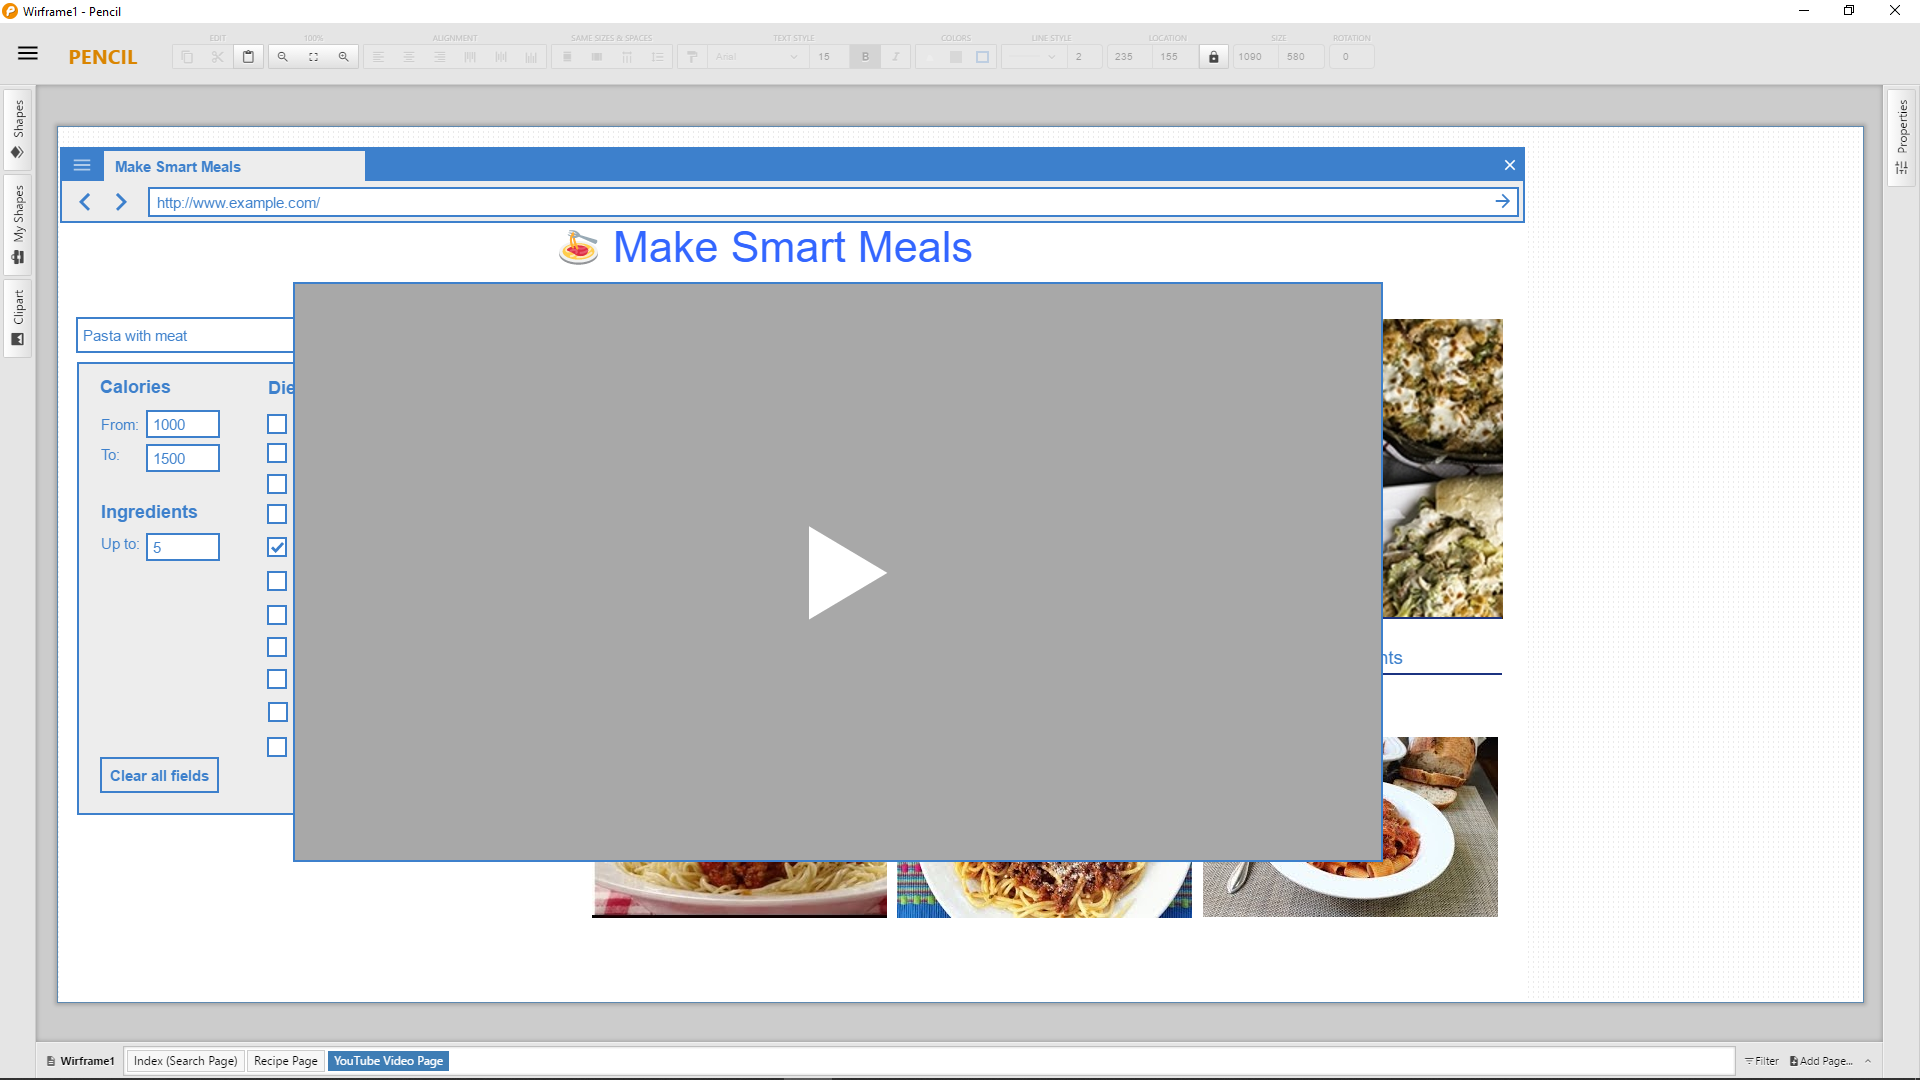 Wirframe1 - Pencil
PENCIL
EDIT
100%
ALIGNMENT
SAME SIZES & SPACES
TEXT STYLE
COLORS
LINE STYLE
LOCATION
SIZE
ROTATION
Arial
15
B
I
2
235
155
1090
580
0
Shapes
My Shapes
Clipart
Properties
Make Smart Meals
http://www.example.com/
Make Smart Meals
Pasta with meat
Calories
Die
From: 1000
To: 1500
Ingredients
Up to: 5
nts
Clear all fields
Wirframe1
Index (Search Page)
Recipe Page
YouTube Video Page
Filter
Add Page...